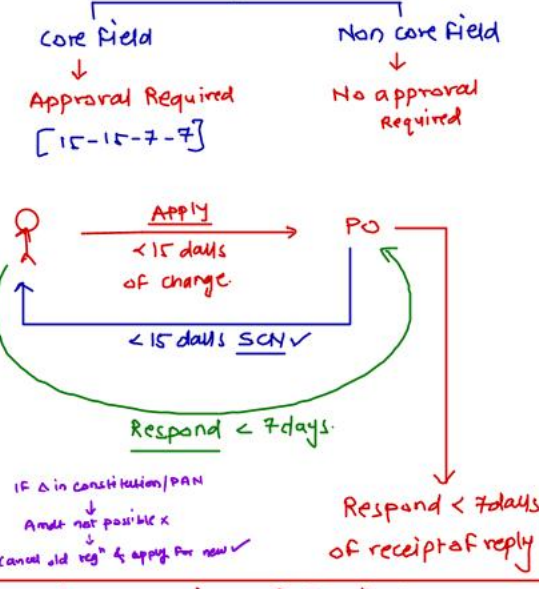 Core Field
Non core field
Approval Required
No approval
Required
[15-15-7-7]
Apply
PO
<15 days
of change.
<15 days SCN ✓
Respond < 7days.
IF Δ in constitution/PAN
Amdt not possible x
cancel old regⁿ & apply for new ✓
Respond < 7days
of receipt of reply